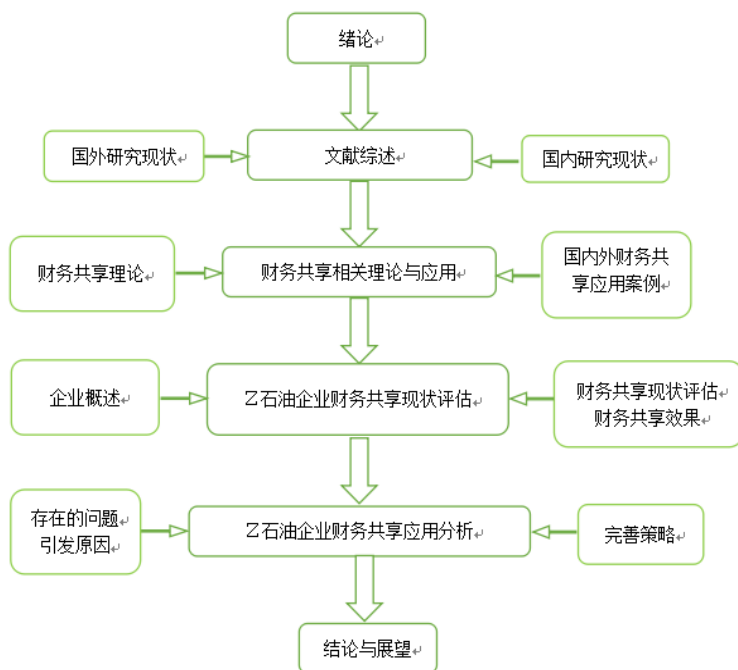 绪论
国外研究现状
文献综述
国内研究现状
财务共享理论
财务共享相关理论与应用
国内外财务共
享应用案例
企业概述
Z石油企业财务共享现状评估
财务共享现状评估
财务共享效果
存在的问题
引发原因
Z石油企业财务共享应用分析
完善策略
结论与展望